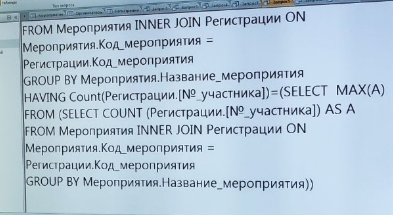 FROM Мероприятия INNER JOIN Регистрации ON
Мероприятия.Код_мероприятия =
Регистрации.Код_мероприятия
GROUP BY Мероприятия.Название_мероприятия
HAVING Count(Регистрации.[№_участника])=(SELECT MAX(A)
FROM (SELECT COUNT (Регистрации.[№_участника]) AS A
FROM Мероприятия INNER JOIN Регистрации ON
Мероприятия.Код_мероприятия =
Регистрации.Код_мероприятия
GROUP BY Мероприятия.Название_мероприятия))